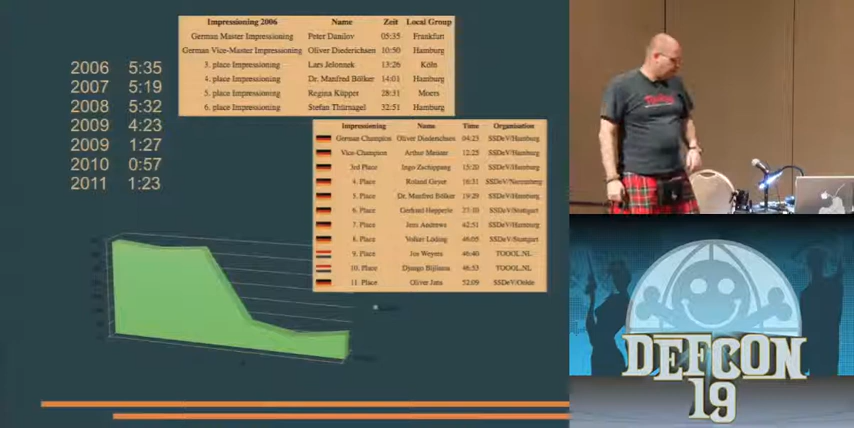 Impressioning 2006 Name Zeit Local Group
German Master Impressioning Peter Danilov 05:35 Frankfurt
German Vice-Master Impressioning Oliver Diederichsen 10:50 Hamburg
3. place Impressioning Lars Jelonnek 13:26 Köln
4. place Impressioning Dr. Manfred Bölker 14:01 Hamburg
5. place Impressioning Regina Küpper 28:31 Moers
6. place Impressioning Stefan Thürnagel 32:51 Hamburg
2006 5:35
2007 5:19
2008 5:32
2009 4:23
2009 1:27
2010 0:57
2011 1:23
Impressioning Name Time Organisation
German Champion Oliver Diederichsen 04:23 SSDeV/Hamburg
Vice-Champion Arthur Meister 12:25 SSDeV/Hamburg
3rd Place Ingo Zschippang 15:20 SSDeV/Hamburg
4. Place Roland Geyer 16:31 SSDeV/Nuremberg
5. Place Dr. Manfred Bölker 19:29 SSDeV/Hamburg
6. Place Gerhard Hepperle SSDeV/Stuttgart
7. Place Jens Andrews 42:51 SSDeV/Hamburg
8. Place Volker Loding 46:05 SSDeV/Stuttgart
9. Place Jos Weyers 46:40 TOOOL.NL
10. Place Django Bijlsma 46:53 TOOOL.NL
11. Place Oliver 52:09 SSDeV/Oelde
DEFCON
19